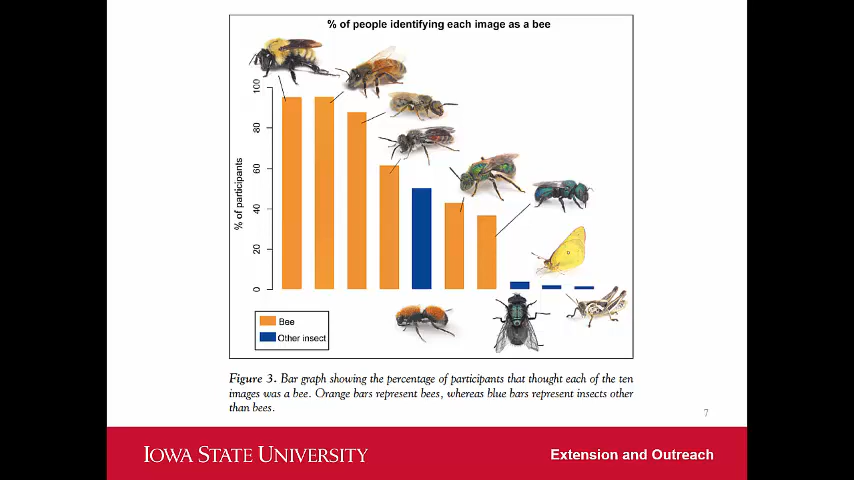 % of people identifying each image as a bee
% of participants
100
80
60
40
20
0
Bee
Other insect
Figure 3. Bar graph showing the percentage of participants that thought each of the ten
images was a bee. Orange bars represent bees, whereas blue bars represent insects other
than bees.
7
IOWA STATE UNIVERSITY
Extension and Outreach